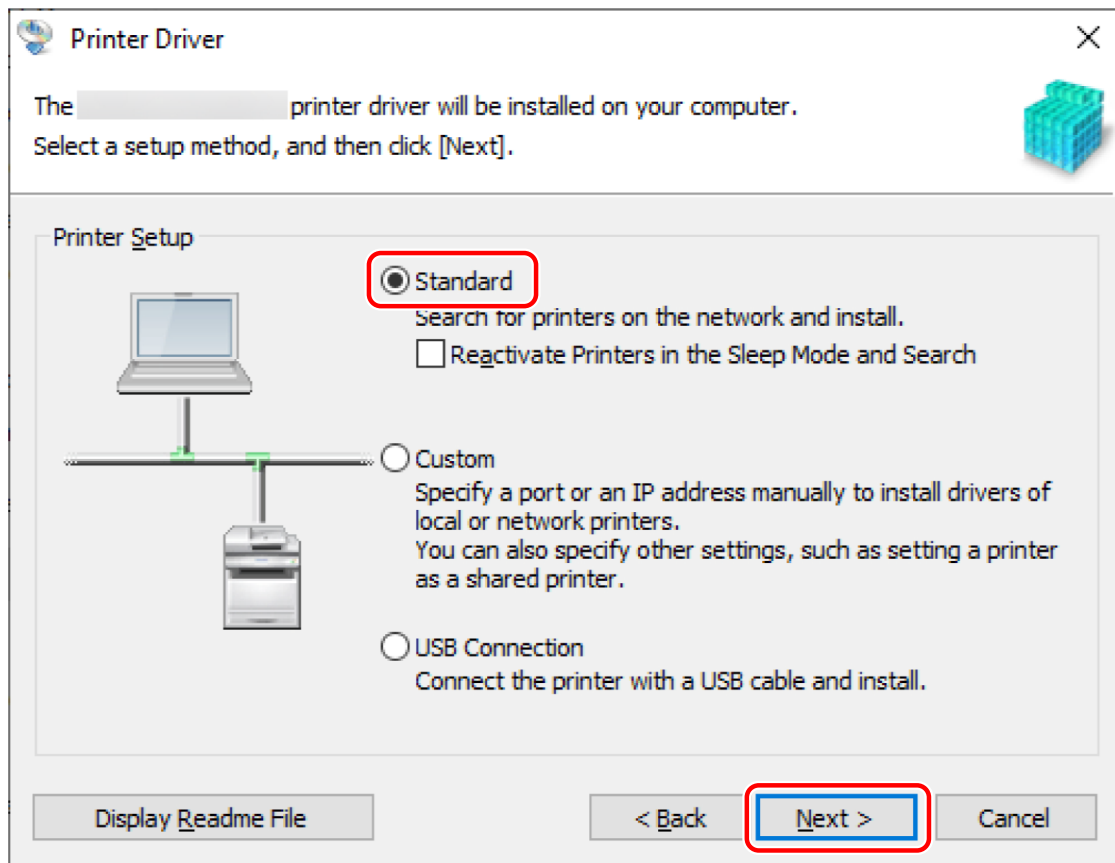 Printer Driver
The printer driver will be installed on your computer.
Select a setup method, and then click [Next].
Printer Setup
Standard
Search for printers on the network and install.
Reactivate Printers in the Sleep Mode and Search
Custom
Specify a port or an IP address manually to install drivers of
local or network printers.
You can also specify other settings, such as setting a printer
as a shared printer.
USB Connection
Connect the printer with a USB cable and install.
Display Readme File
< Back
Next >
Cancel